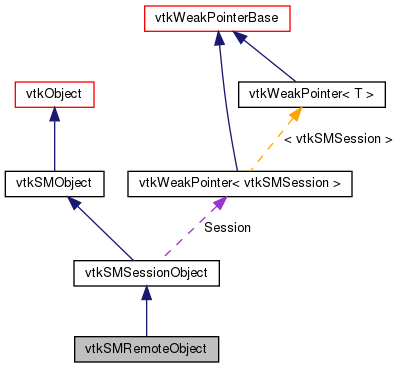 vtkWeakPointerBase
vtkObject
vtkWeakPointer< T >
< vtkSMSession >
vtkSMObject
vtkWeakPointer< vtkSMSession >
Session
vtkSMSessionObject
vtkSMRemoteObject